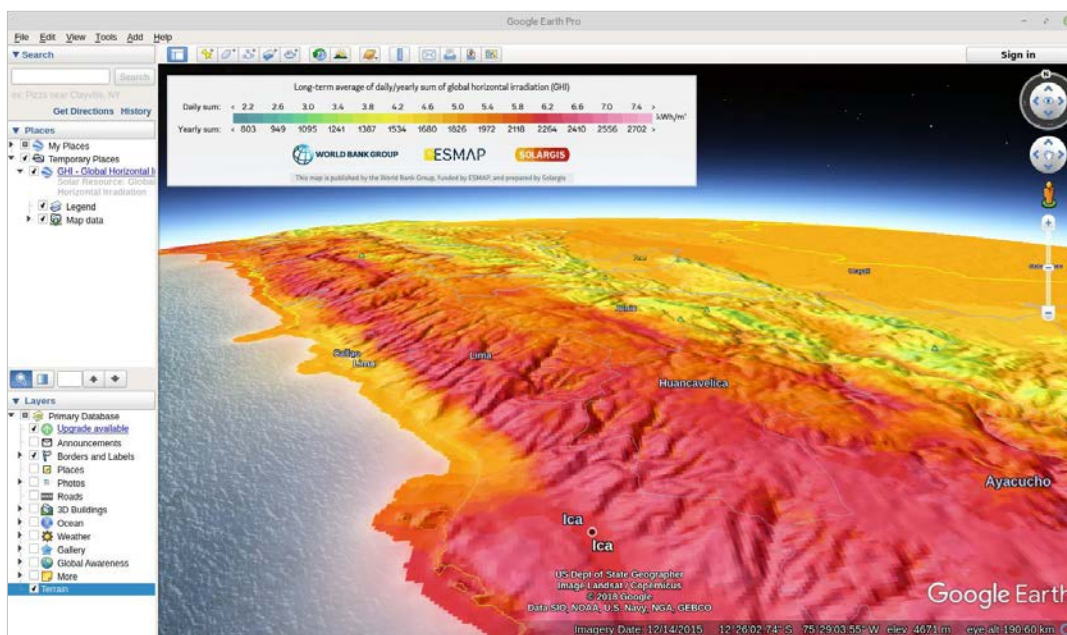 Google Earth Pro
File Edit View Tools Add Help
Search
Search
ex: Pizza near Clayville, NY
Get Directions History
Places
My Places
Temporary Places
GHI - Global Horizontal I
Solar Resource: Global
Horizontal Irradiation
Legend
Map data
Layers
Primary Database
Upgrade available
Announcements
Borders and Labels
Places
Photos
Roads
3D Buildings
Ocean
Weather
Gallery
Global Awareness
More
Terrain
Sign in
Long-term average of daily/yearly sum of global horizontal irradiation (GHI)
Daily sum: < 2.2 2.6 3.0 3.4 3.8 4.2 4.6 5.0 5.4 5.8 6.2 6.6 7.0 7.4 >
kWh/m²
Yearly sum: < 803 949 1095 1241 1387 1534 1680 1826 1972 2118 2264 2410 2556 2702 >
WORLD BANK GROUP ESMAP SOLARGIS
This map is published by the World Bank Group, funded by ESMAP, and prepared by Solargis
N
Junin
Callao
Lima
Lima
Huancavelica
Ayacucho
Ica
Ica
US Dept of State Geographer
Image Landsat / Copernicus
© 2018 Google
Data SIO, NOAA, U.S. Navy, NGA, GEBCO
Google Earth
Imagery Date: 12/14/2015 12°26'02.74" S 75°29'03.55" W elev 4671 m eye alt 190.60 km